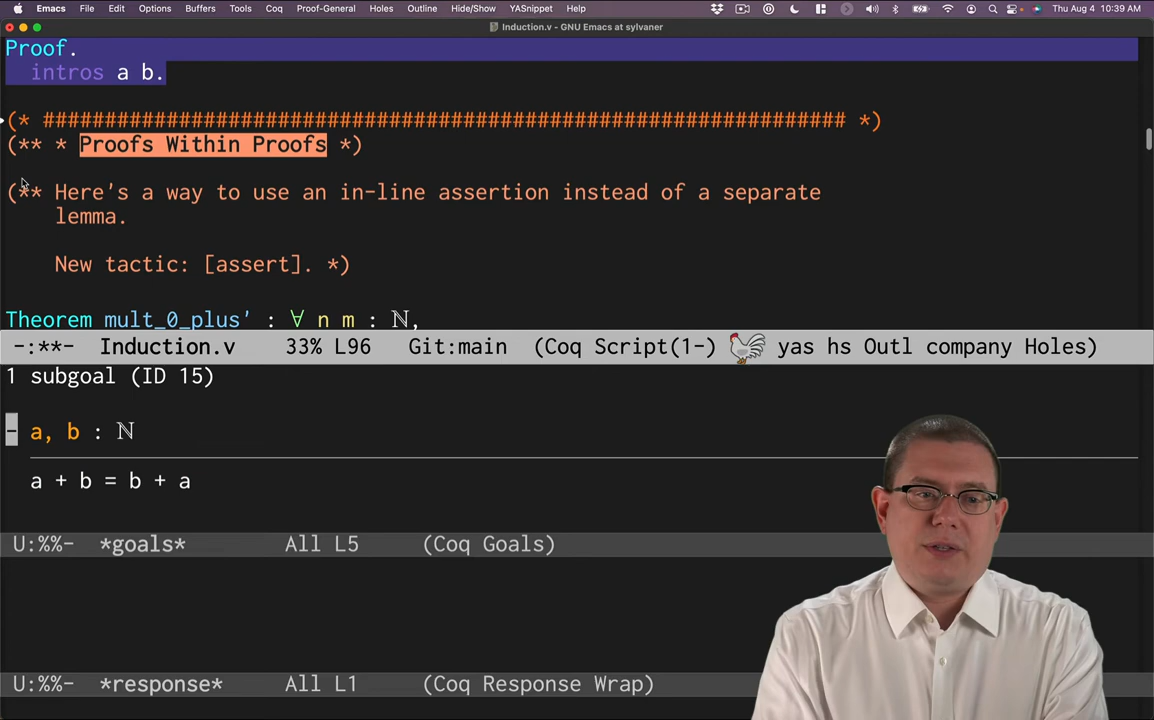 Emacs File Edit Options Buffers Tools Coq Proof-General Holes Outline Hide/Show YASnippet Help Thu Aug 4 10:39 AM
Induction.v - GNU Emacs at sylvaner
Proof.
intros a b.
(* ################################################################## *)
(** * Proofs Within Proofs *)
(** Here's a way to use an in-line assertion instead of a separate
lemma.
New tactic: [assert]. *)
Theorem mult_0_plus' : ∀ n m : ℕ,
-:**- Induction.v 33% L96 Git:main (Coq Script(1-) yas hs Outl company Holes)
1 subgoal (ID 15)
- a, b : ℕ
a + b = b + a
U:%%- *goals* All L5 (Coq Goals)
U:%%- *response* All L1 (Coq Response Wrap)